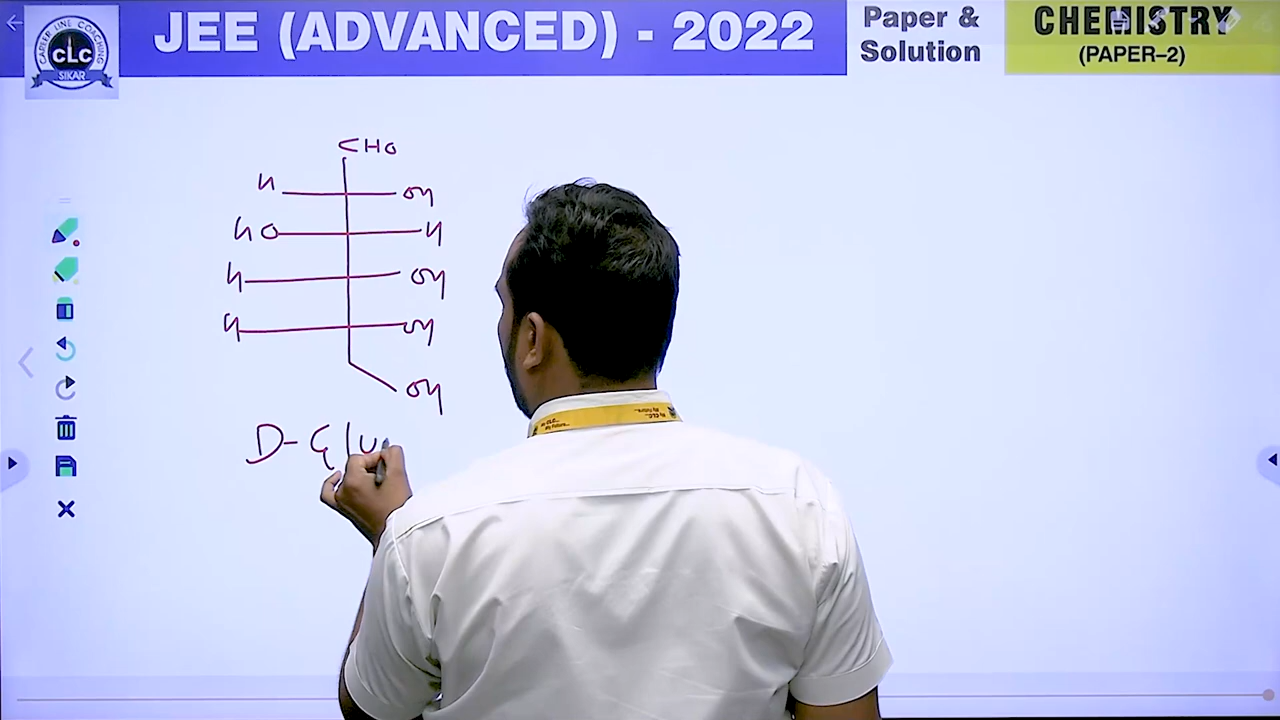 JEE (ADVANCED) - 2022
Paper &
Solution
CHEMISTRY
(PAPER-2)
CAREER LINE COACHING
CLC
SIKAR
CHO
H OH
HO H
H OH
H OH
OH
D-Glu